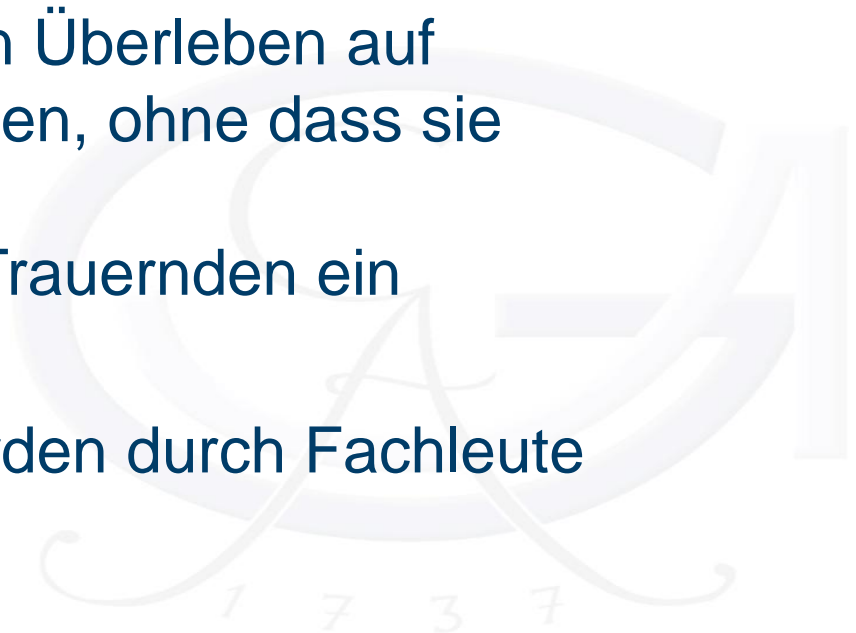 n Überleben auf
en, ohne dass sie
Trauernden ein
den durch Fachleute
1737